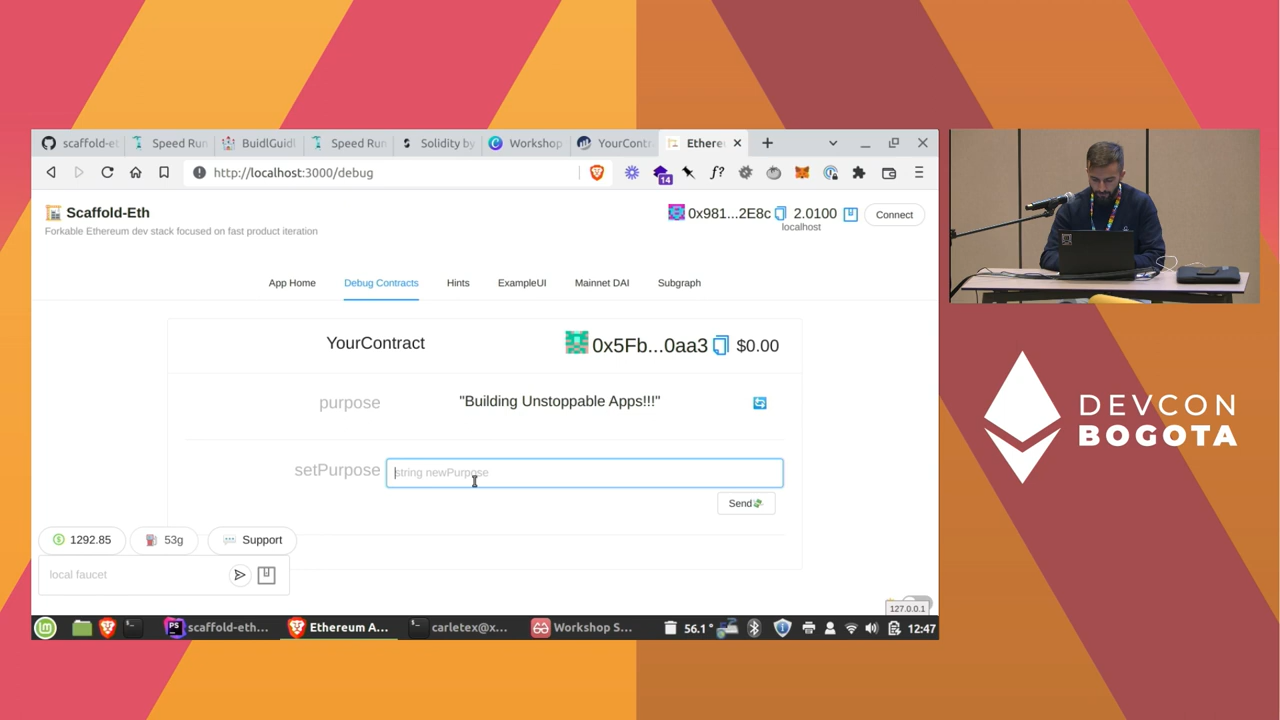 scaffold-et
Speed Run
BuidlGuidl
Speed Run
Solidity by
Workshop
YourContr
Ethere
http://localhost:3000/debug
14
f?
Scaffold-Eth
0x981...2E8c 2.0100
Connect
Forkable Ethereum dev stack focused on fast product iteration
localhost
App Home
Debug Contracts
Hints
ExampleUI
Mainnet DAI
Subgraph
YourContract
0x5Fb...0aa3 $0.00
purpose
"Building Unstoppable Apps!!!"
setPurpose
string newPurpose
Send
1292.85
53g
Support
local faucet
127.0.0.1
PS
scaffold-eth...
Ethereum A...
carletex@x...
Workshop S...
56.1°
12:47
DEVCON
BOGOTA